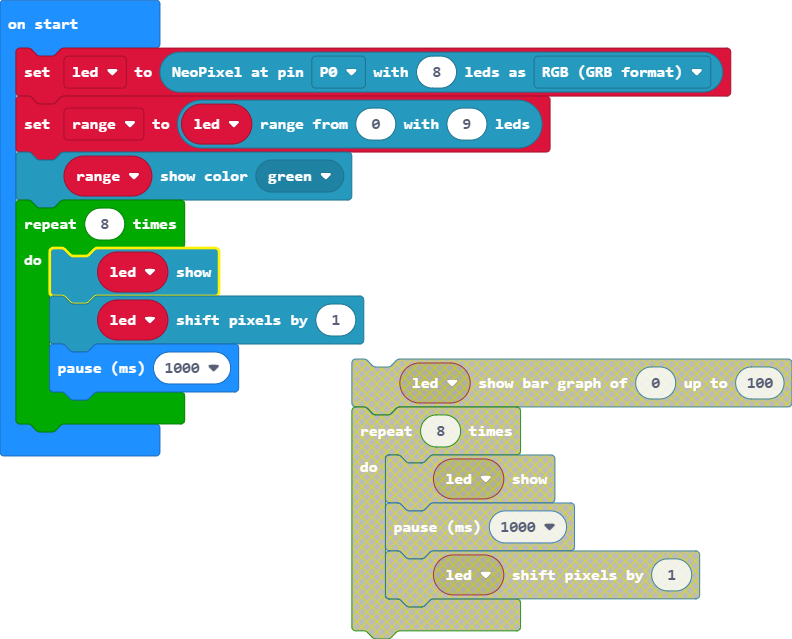 on start
set led to NeoPixel at pin P0 with 8 leds as RGB (GRB format)
set range to led range from 0 with 9 leds
range show color green
repeat 8 times
do
led show
led shift pixels by 1
pause (ms) 1000
led show bar graph of 0 up to 100
repeat 8 times
do
led show
pause (ms) 1000
led shift pixels by 1